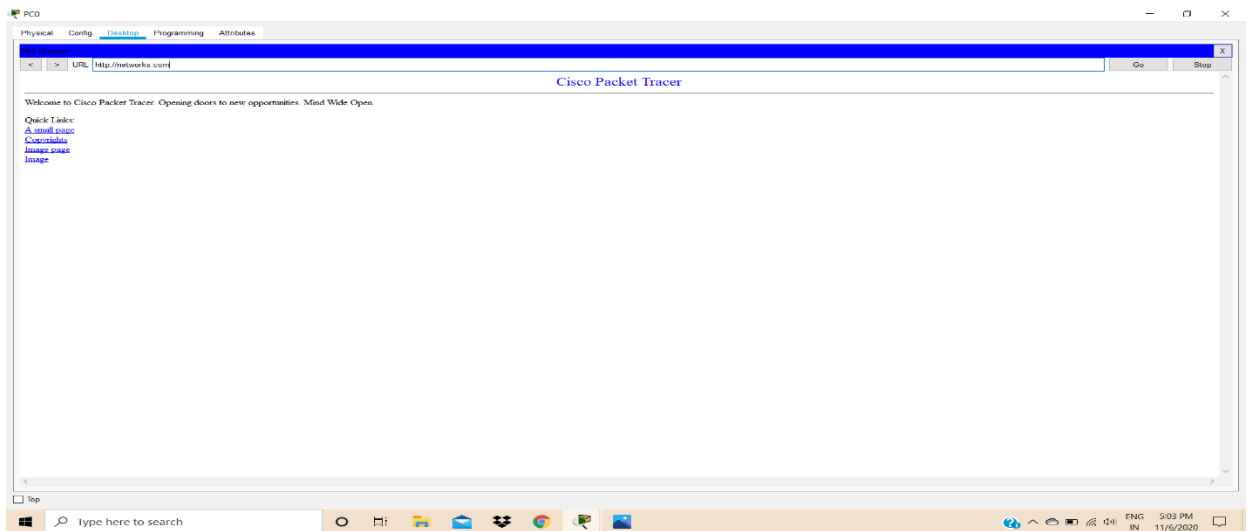 PC0
Physical Config Desktop Programming Attributes
Web Browser X
< > URL http://networks.com Go Stop
Cisco Packet Tracer
Welcome to Cisco Packet Tracer. Opening doors to new opportunities. Mind Wide Open.
Quick Links:
A small page
Copyrights
Image page
Image
Top
Type here to search
ENG 5:03 PM
IN 11/6/2020